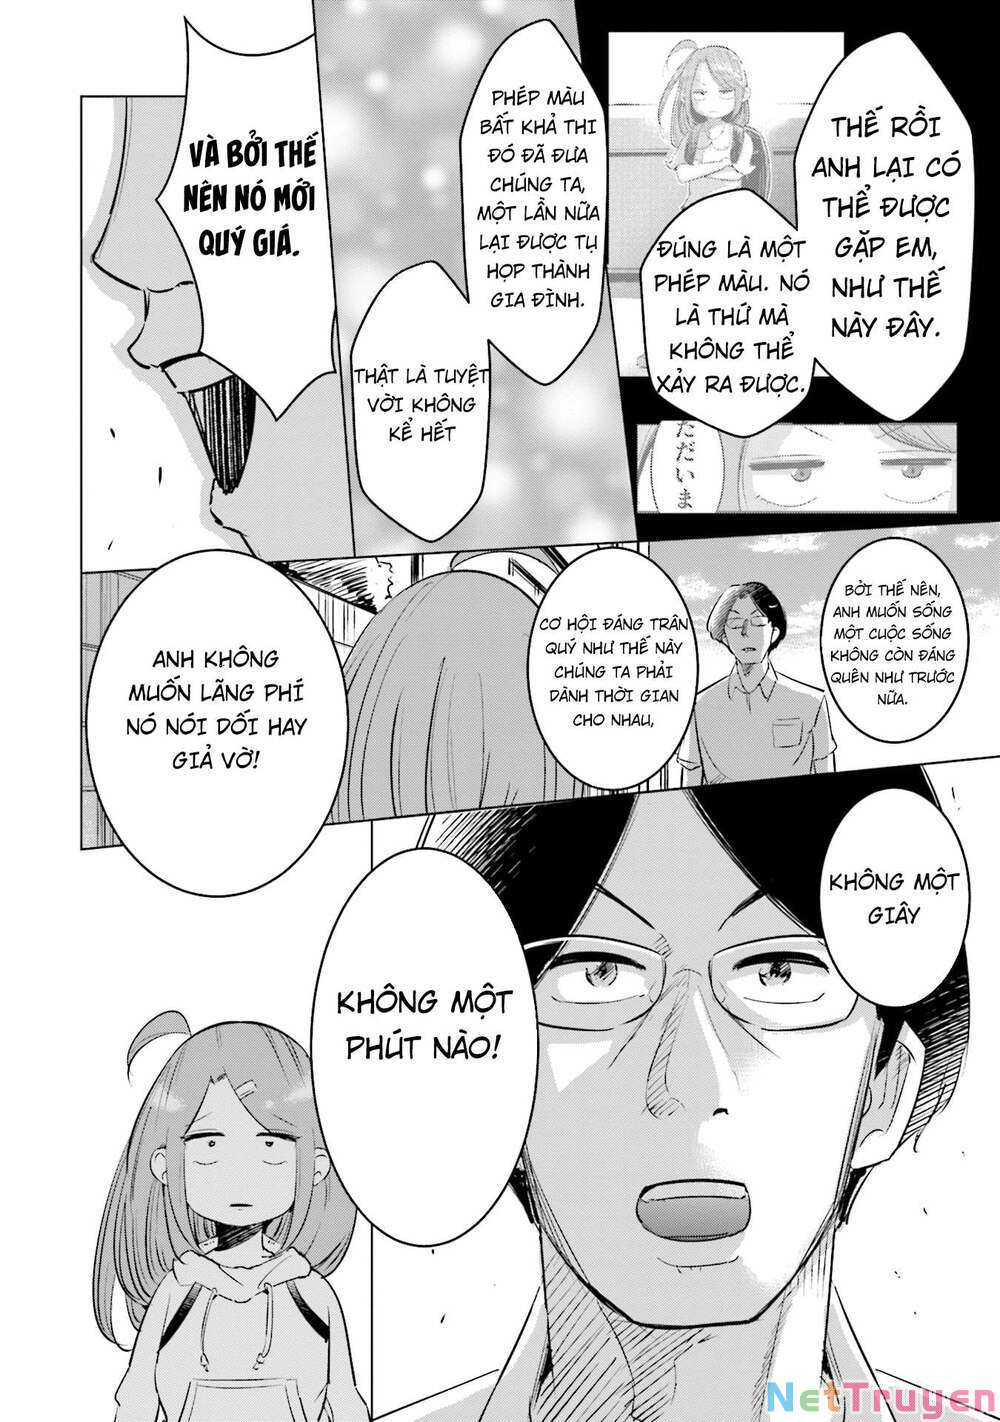 THẾ RỒI
ANH LẠI CÓ
THỂ ĐƯỢC
GẶP EM,
NHƯ THẾ
NÀY ĐÂY.
ĐÚNG LÀ MỘT
PHÉP MÀU. NÓ
LÀ THỨ MÀ
KHÔNG THỂ
XẢY RA ĐƯỢC.
ただいま
PHÉP MÀU
BẤT KHẢ THI
ĐÓ ĐÃ ĐƯA
CHÚNG TA,
MỘT LẦN NỮA
LẠI ĐƯỢC TỤ
HỌP THÀNH
GIA ĐÌNH.
THẬT LÀ TUYỆT
VỜI KHÔNG
KỂ HẾT
VÀ BỞI THẾ
NÊN NÓ MỚI
QUÝ GIÁ.
BỞI THẾ NÊN,
ANH MUỐN SỐNG
MỘT CUỘC SỐNG
KHÔNG CÒN ĐÁNG
QUÊN NHƯ TRƯỚC
NỮA.
CƠ HỘI ĐÁNG TRÂN
QUÝ NHƯ THẾ NÀY
CHÚNG TA PHẢI
DÀNH THỜI GIAN
CHO NHAU,
ANH KHÔNG
MUỐN LÃNG PHÍ
NÓ NÓI DỐI HAY
GIẢ VỜ!
KHÔNG MỘT
GIÂY
KHÔNG MỘT
PHÚT NÀO!
NetTruyen